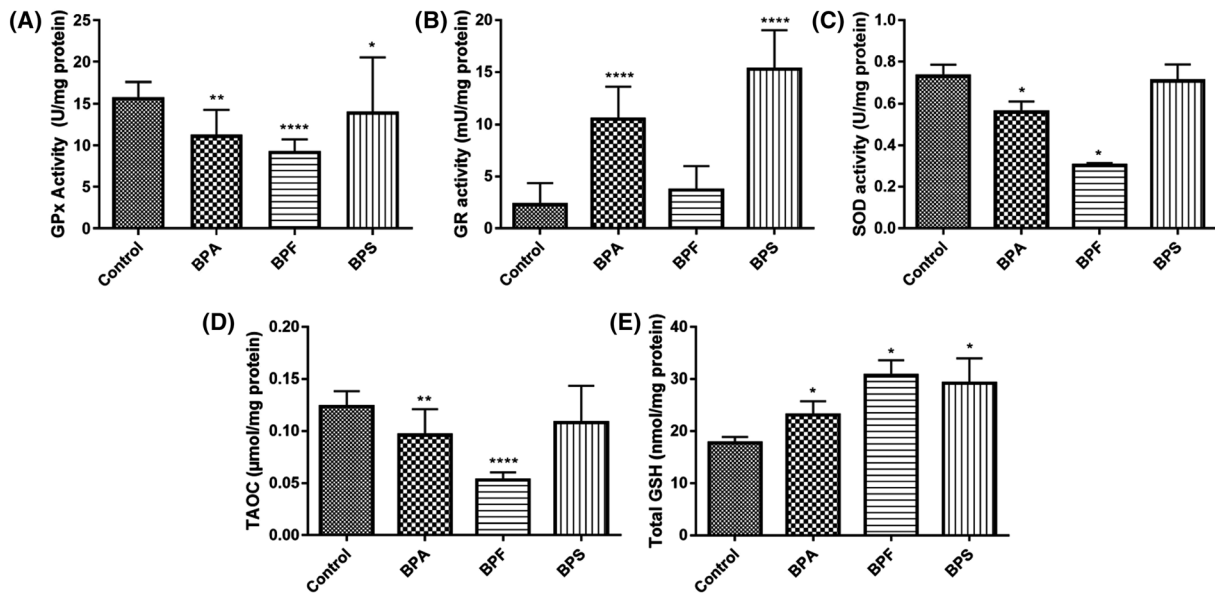 (A)
GPx Activity (U/mg protein)
25
20
15
10
5
0
**
****
*
Control
BPA
BPF
BPS
(B)
GR activity (mU/mg protein)
20
15
10
5
0
****
****
Control
BPA
BPF
BPS
(C)
SOD activity (U/mg protein)
1.0
0.8
0.6
0.4
0.2
0.0
*
*
Control
BPA
BPF
BPS
(D)
TAOC (µmol/mg protein)
0.20
0.15
0.10
0.05
0.00
**
****
Control
BPA
BPF
BPS
(E)
Total GSH (nmol/mg protein)
40
30
20
10
0
*
*
*
Control
BPA
BPF
BPS